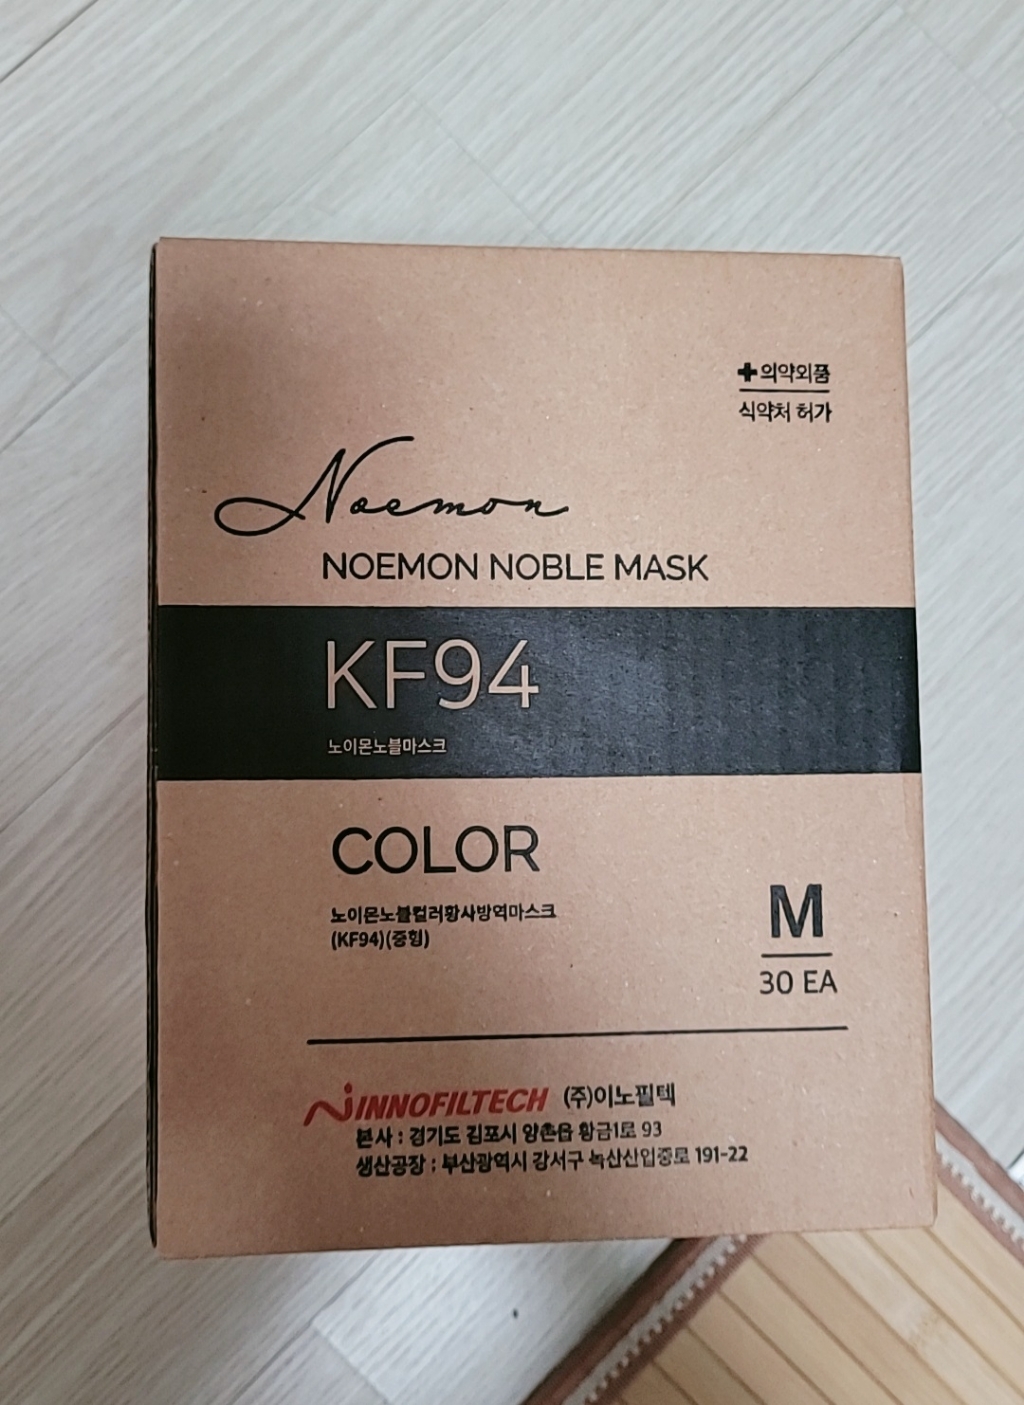 ✚의약외품
식약처 허가
Noemon
NOEMON NOBLE MASK
KF94
노이몬노블마스크
COLOR
노이몬노블컬러황사방역마스크
(KF94)(중형)
M
30 EA
INNOFILTECH (주)이노필텍
본사 : 경기도 김포시 양촌읍 황금1로 93
생산공장 : 부산광역시 강서구 녹산산업중로 191-22